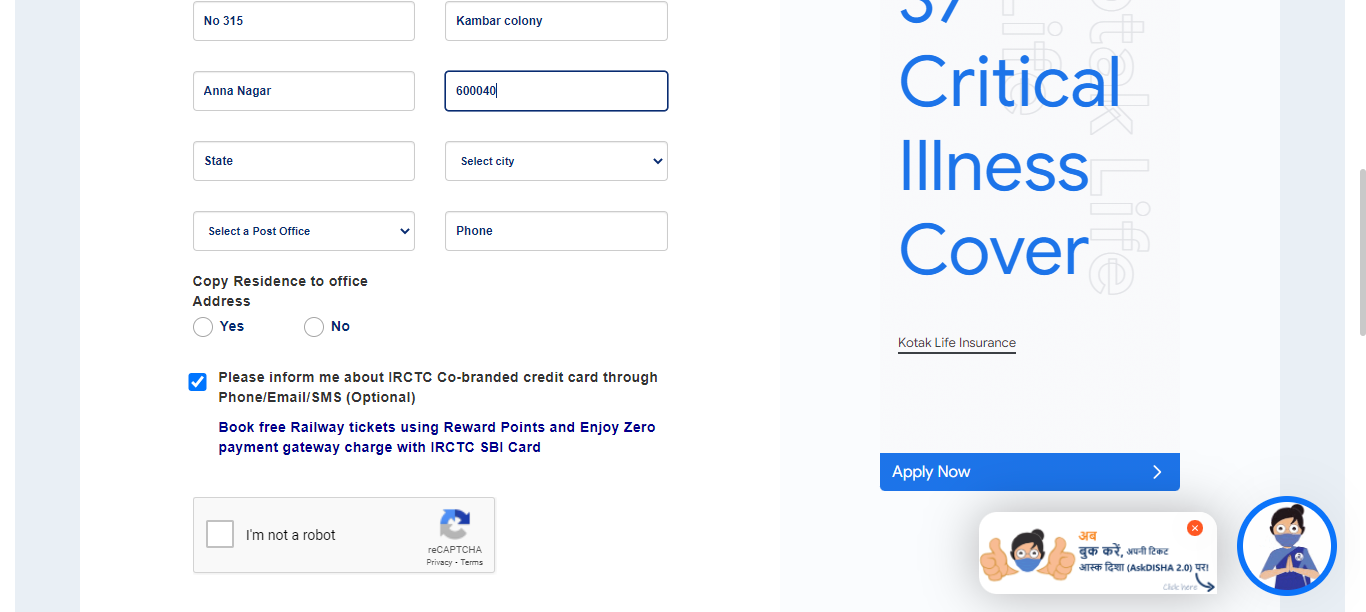 No 315
Kambar colony
Anna Nagar
600040
State
Select city
Select a Post Office
Phone
Copy Residence to office
Address
Yes
No
Please inform me about IRCTC Co-branded credit card through
Phone/Email/SMS (Optional)
Book free Railway tickets using Reward Points and Enjoy Zero
payment gateway charge with IRCTC SBI Card
I'm not a robot
reCAPTCHA
Privacy - Terms
37
Critical
Illness
Cover
Kotak Life
Life
Kotak Life Insurance
Apply Now
अब
बुक करें, अपनी टिकट
आस्क दिशा (AskDISHA 2.0) पर!
Click here